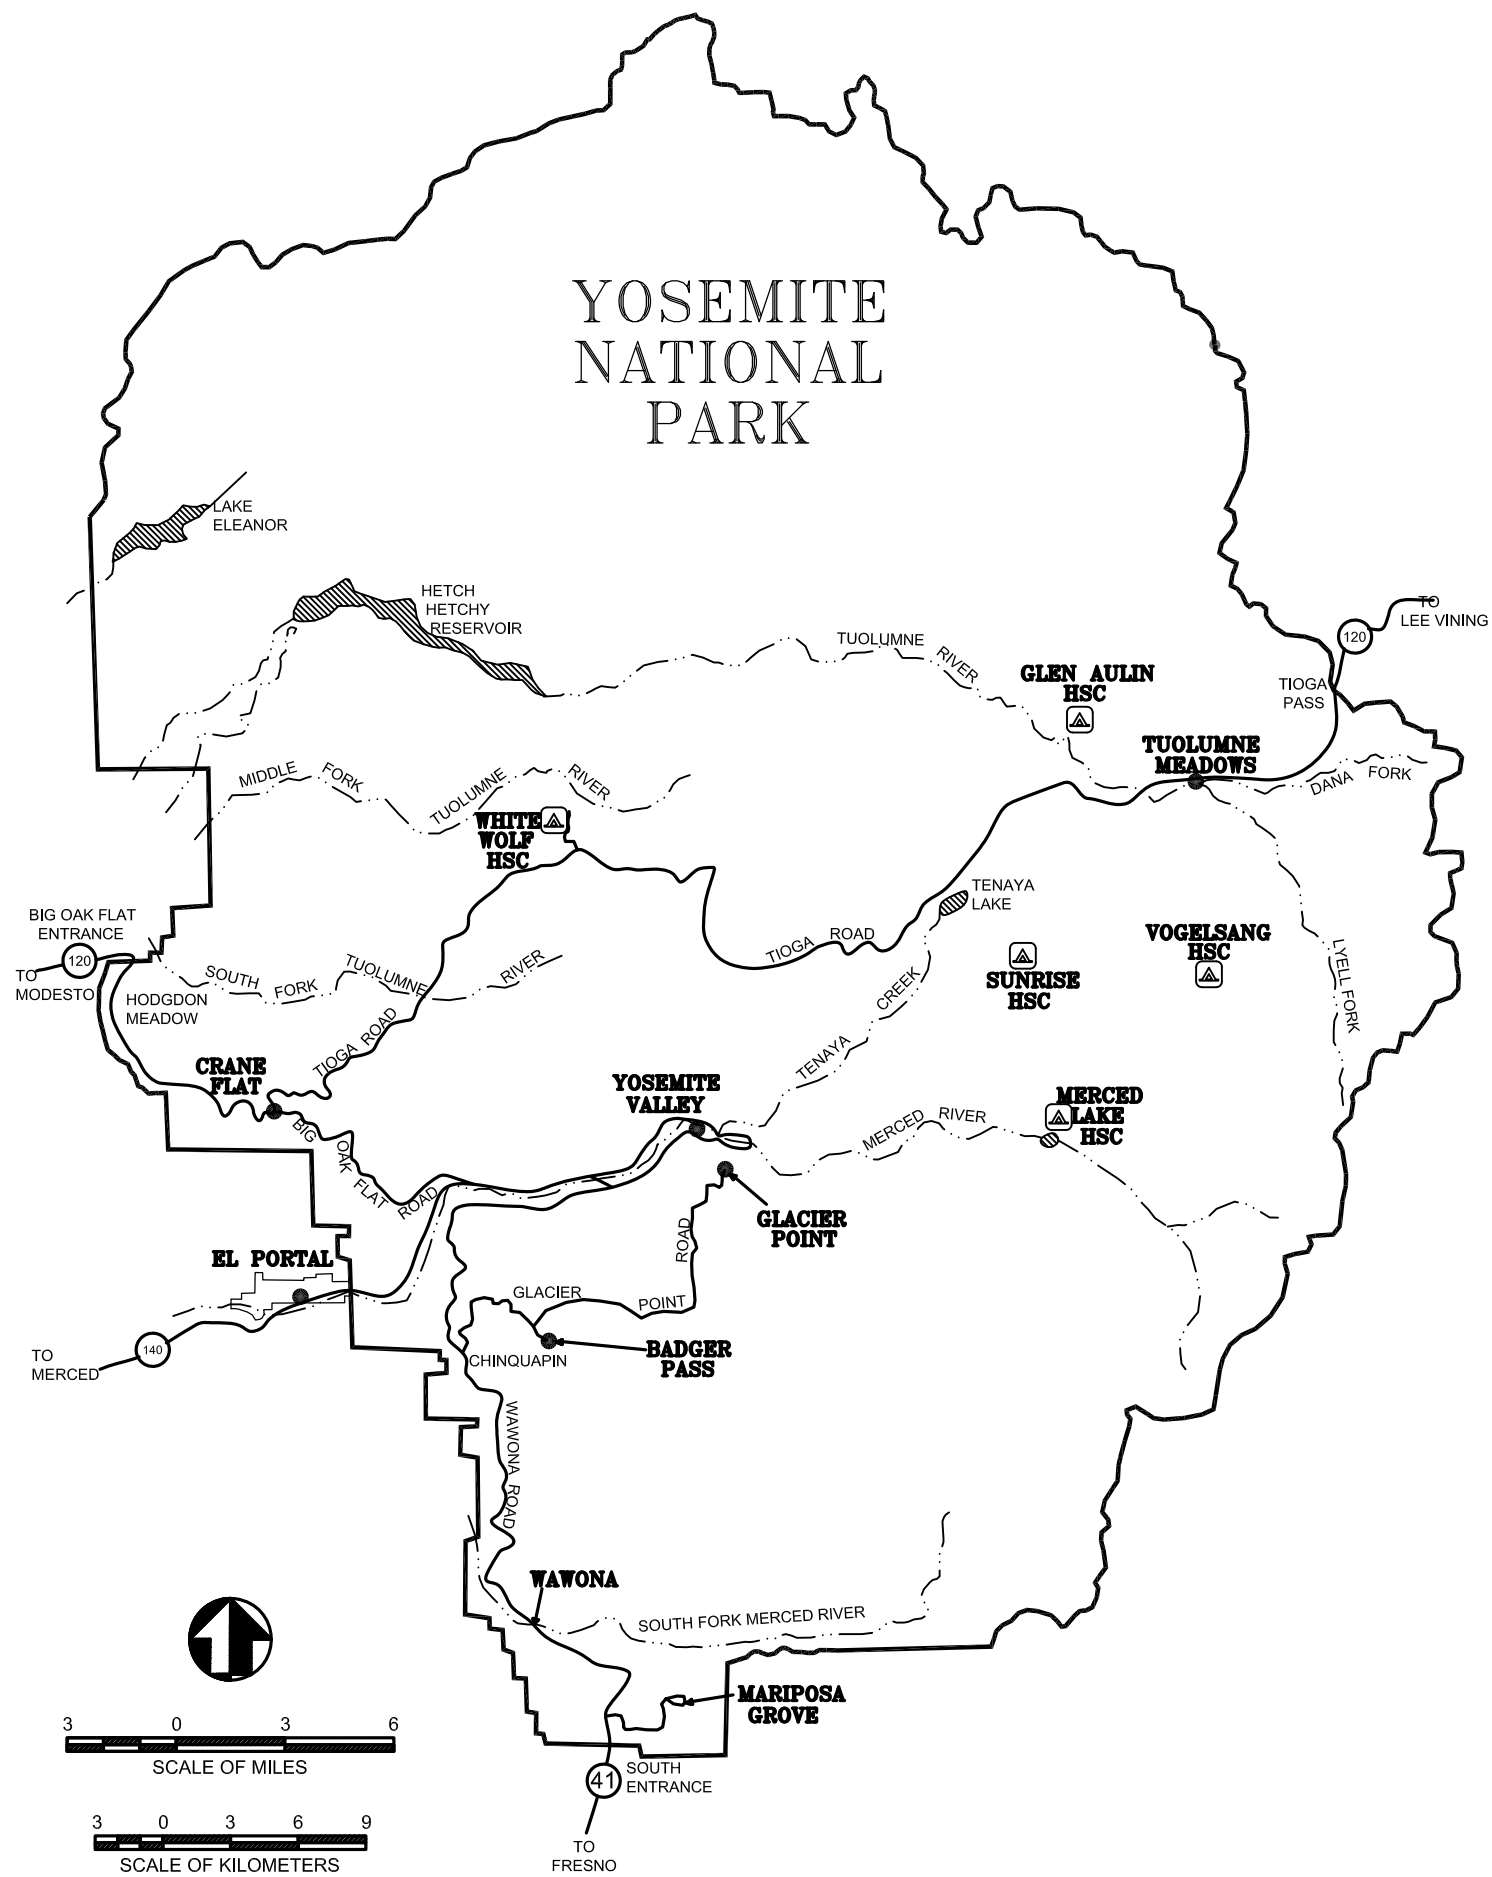 YOSEMITE
NATIONAL
PARK
LAKE
ELEANOR
HETCH
HETCHY
RESERVOIR
TUOLUMNE RIVER
TO
LEE VINING
120
TIOGA
PASS
GLEN AULIN
HSC
TUOLUMNE
MEADOWS
DANA FORK
MIDDLE FORK TUOLUMNE RIVER
WHITE
WOLF
HSC
TENAYA
LAKE
TIOGA ROAD
BIG OAK FLAT
ENTRANCE
120
TO
MODESTO
HODGDON
MEADOW
SOUTH FORK TUOLUMNE RIVER
TIOGA ROAD
SUNRISE
HSC
VOGELSANG
HSC
LYELL FORK
TENAYA CREEK
CRANE
FLAT
BIG OAK FLAT ROAD
YOSEMITE
VALLEY
MERCED RIVER
MERCED
LAKE
HSC
GLACIER
POINT
EL PORTAL
GLACIER POINT ROAD
140
TO
MERCED
CHINQUAPIN
BADGER
PASS
WAWONA ROAD
WAWONA
SOUTH FORK MERCED RIVER
MARIPOSA
GROVE
3 0 3 6
SCALE OF MILES
41
SOUTH
ENTRANCE
3 0 3 6 9
SCALE OF KILOMETERS
TO
FRESNO